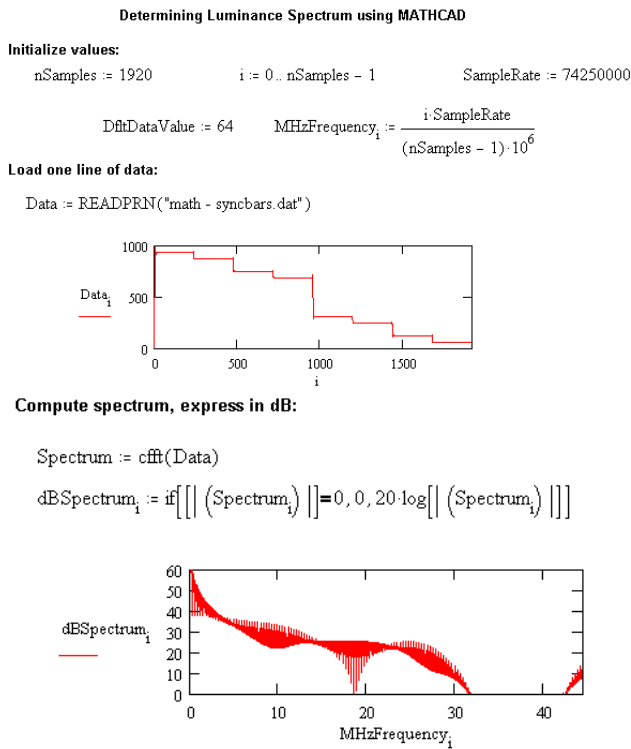 Determining Luminance Spectrum using MATHCAD
Initialize values:
nSamples := 1920 i := 0 .. nSamples − 1 SampleRate := 74250000
DfltDataValue := 64 MHzFrequency_i := i·SampleRate / (nSamples − 1)·10^6
Load one line of data:
Data := READPRN("math - syncbars.dat")
1000
Data_i 500
0
0 500 1000 1500
i
Compute spectrum, express in dB:
Spectrum := cfft(Data)
dBSpectrum_i := if[[| (Spectrum_i) |]=0, 0, 20·log[| (Spectrum_i) |]]
60
50
40
dBSpectrum_i 30
20
10
0
0 10 20 30 40
MHzFrequency_i